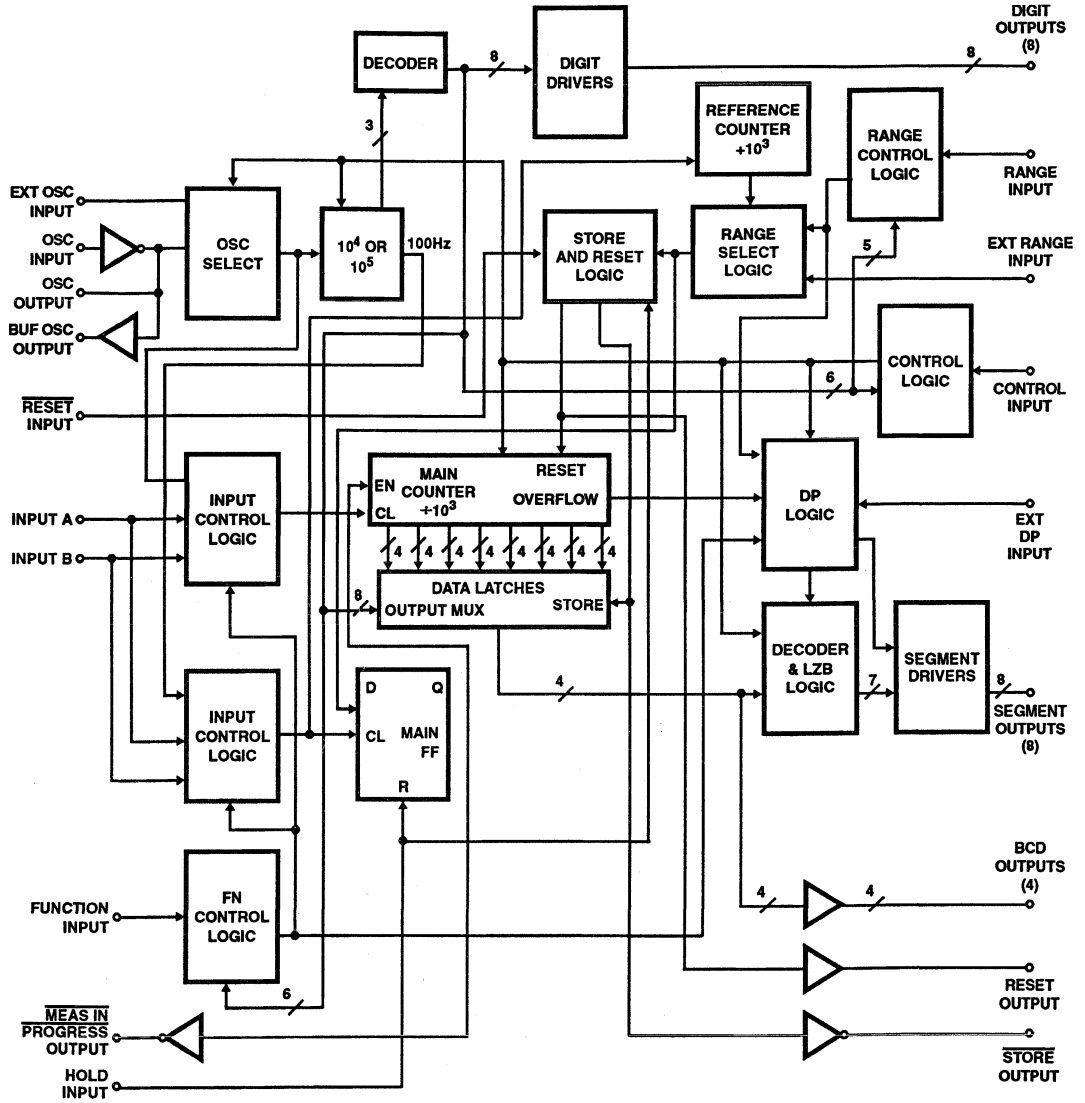 DIGIT
OUTPUTS
(8)
DECODER
8
DIGIT
DRIVERS
8
REFERENCE
COUNTER
+10³
RANGE
CONTROL
LOGIC
RANGE
INPUT
3
EXT OSC
INPUT
OSC
INPUT
OSC
OUTPUT
BUF OSC
OUTPUT
OSC
SELECT
10⁴ OR
10⁵
100Hz
STORE
AND RESET
LOGIC
RANGE
SELECT
LOGIC
5
EXT RANGE
INPUT
CONTROL
LOGIC
6
CONTROL
INPUT
RESET
INPUT
INPUT A
INPUT B
INPUT
CONTROL
LOGIC
EN
CL
MAIN
COUNTER
÷10³
RESET
OVERFLOW
4 4 4 4 4 4 4 4
DP
LOGIC
EXT
DP
INPUT
8
DATA LATCHES
OUTPUT MUX
STORE
DECODER
& LZB
LOGIC
7
SEGMENT
DRIVERS
8
SEGMENT
OUTPUTS
(8)
4
INPUT
CONTROL
LOGIC
D Q
CL
MAIN
FF
R
FUNCTION
INPUT
FN
CONTROL
LOGIC
6
4
4
BCD
OUTPUTS
(4)
RESET
OUTPUT
STORE
OUTPUT
MEAS IN
PROGRESS
OUTPUT
HOLD
INPUT